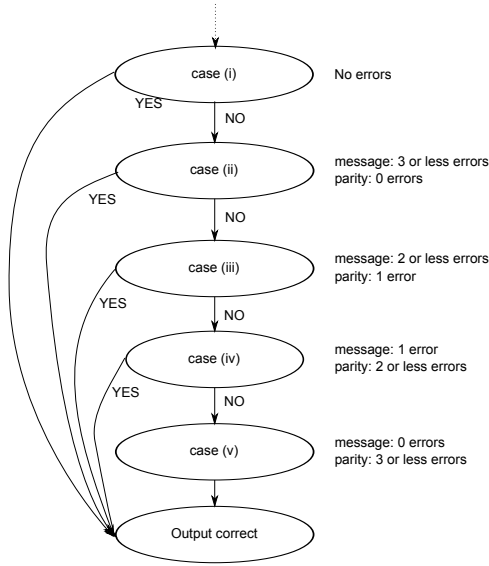 case (i)
No errors
YES
NO
case (ii)
message: 3 or less errors
parity: 0 errors
YES
NO
case (iii)
message: 2 or less errors
parity: 1 error
YES
NO
case (iv)
message: 1 error
parity: 2 or less errors
YES
NO
case (v)
message: 0 errors
parity: 3 or less errors
Output correct